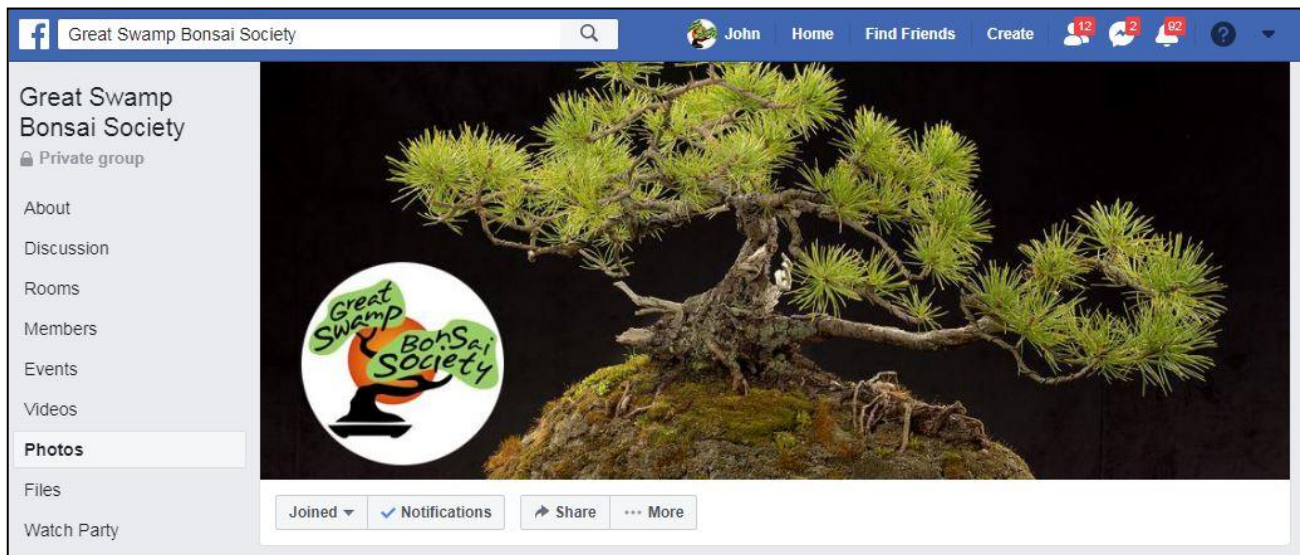 Great Swamp Bonsai Society
John
Home
Find Friends
Create
12
2
92
?
Great Swamp
Bonsai Society
Private group
About
Discussion
Rooms
Members
Events
Videos
Photos
Files
Watch Party
Great
Swamp
Bonsai
Society
Joined
Notifications
Share
More